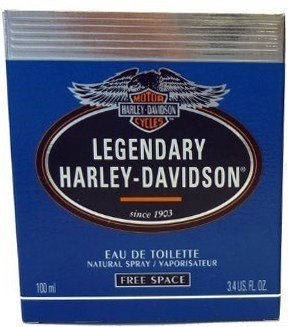 MOTOR
HARLEY-DAVIDSON
CYCLES
LEGENDARY
HARLEY-DAVIDSON®
since 1903
EAU DE TOILETTE
NATURAL SPRAY / VAPORISATEUR
FREE SPACE
100 ml 3.4 US. FL. OZ.